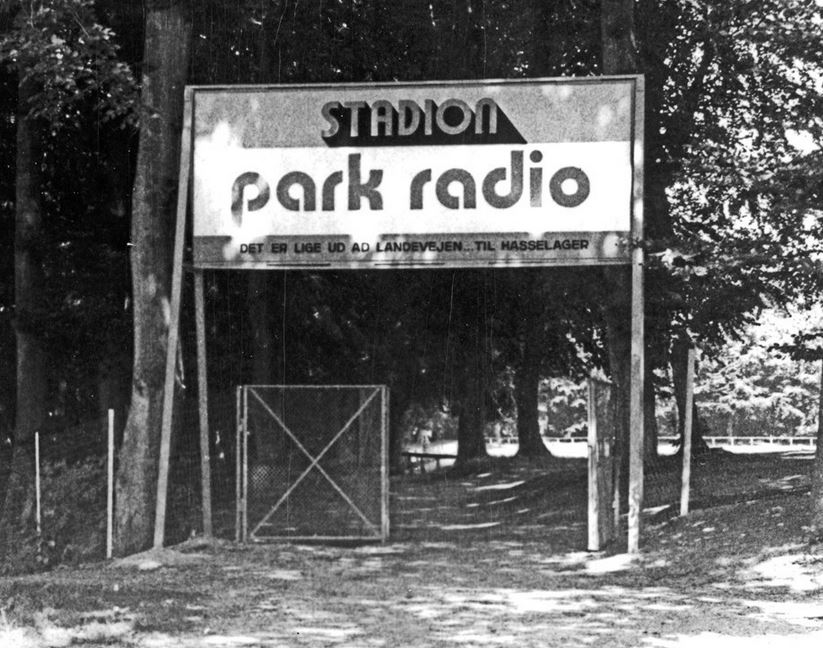 STADION
park radio
DET ER LIGE UD AD LANDEVEJEN...TIL HASSELAGER